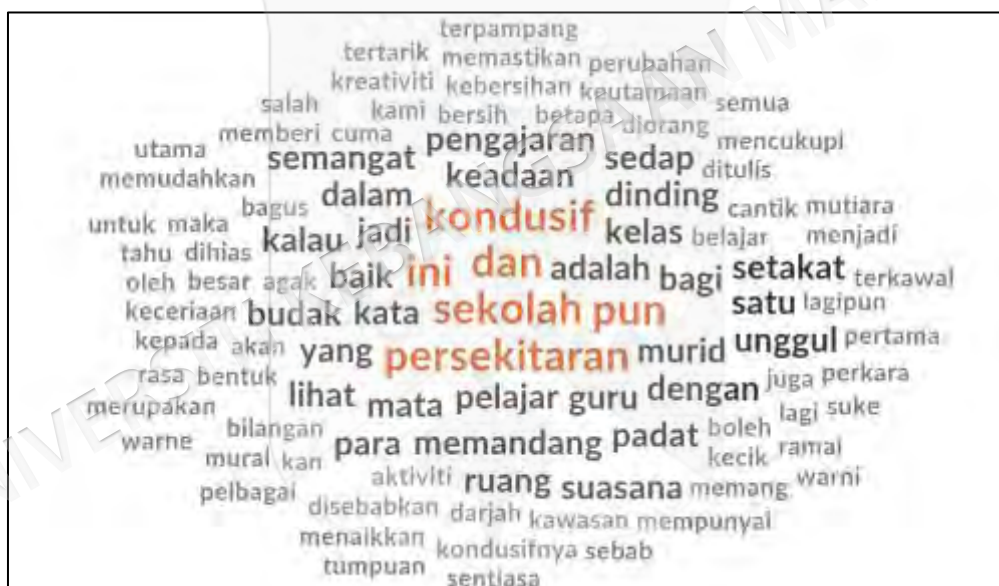 terpampang
tertarik memastikan perubahan
kreativiti kebersihan keutamaan
salah kami bersih betapa diorang semua
utama memberi cuma pengajaran mencukupi
memudahkan semangat keadaan sedap ditulis
bagus dalam kondusif dinding cantik mutiara
untuk maka kalau jadi kelas belajar menjadi
tahu dihias
oleh besar agak baik ini dan adalah bagi setakat terkawal
keceriaan budak kata sekolah pun satu lagipun
kepada akan yang persekitaran murid unggul pertama
rasa bentuk lihat mata pelajar guru dengan juga perkara
merupakan bilangan para memandang padat boleh lagi suke
warne mural kan kecik ramai
pelbagai aktiviti ruang suasana memang warni
disebabkan darjah kawasan mempunyai
menaikkan kondusifnya sebab
tumpuan sentiasa
UNIVERSITI KEBANGSAAN MA